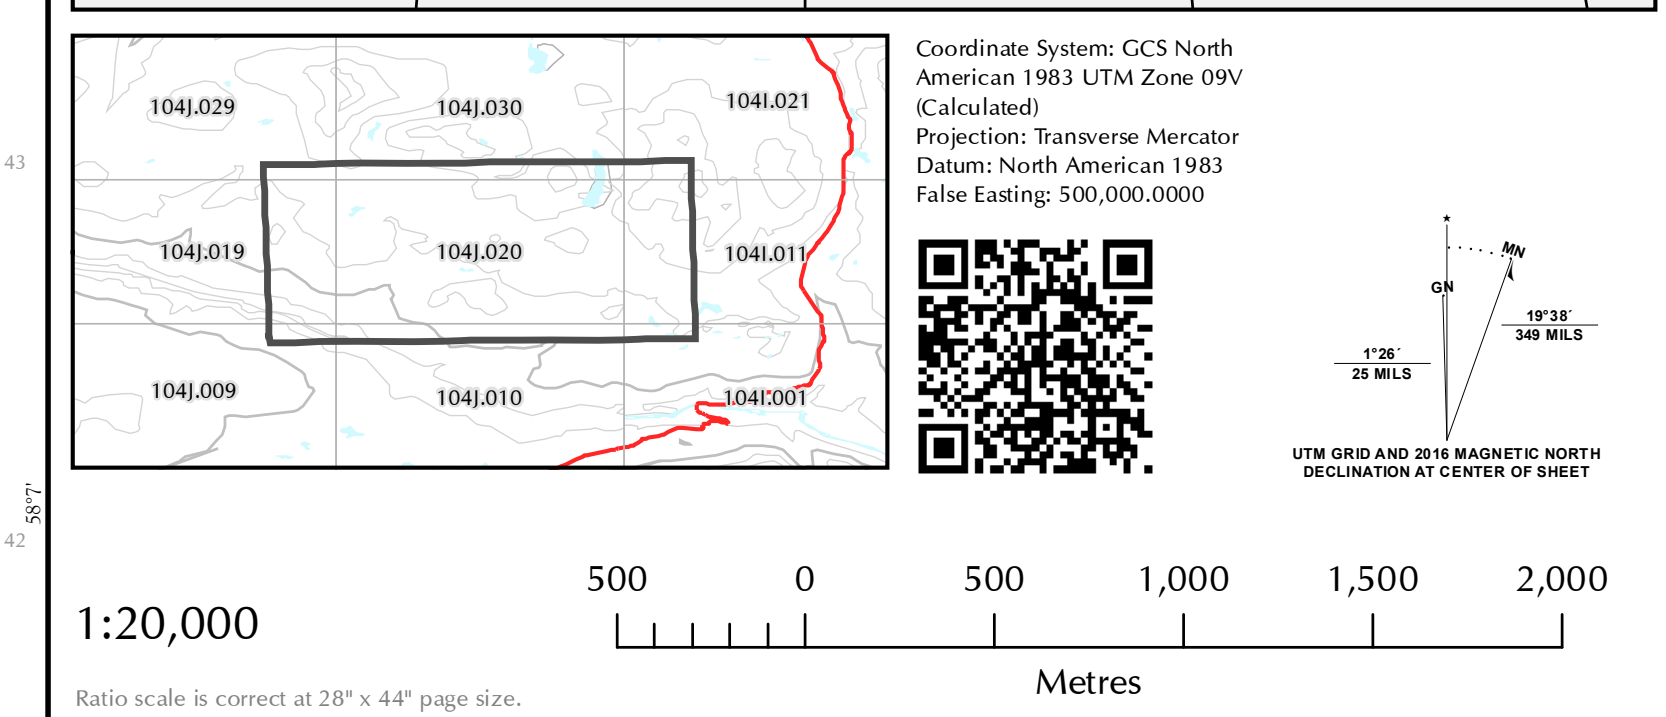 43
58°7'
42
104J.029
104J.030
104I.021
104J.019
104J.020
104I.011
104J.009
104J.010
104I.001
Coordinate System: GCS North
American 1983 UTM Zone 09V
(Calculated)
Projection: Transverse Mercator
Datum: North American 1983
False Easting: 500,000.0000
MN
GN
19°38´
349 MILS
1°26´
25 MILS
UTM GRID AND 2016 MAGNETIC NORTH
DECLINATION AT CENTER OF SHEET
1:20,000
Ratio scale is correct at 28" x 44" page size.
500 0 500 1,000 1,500 2,000
Metres